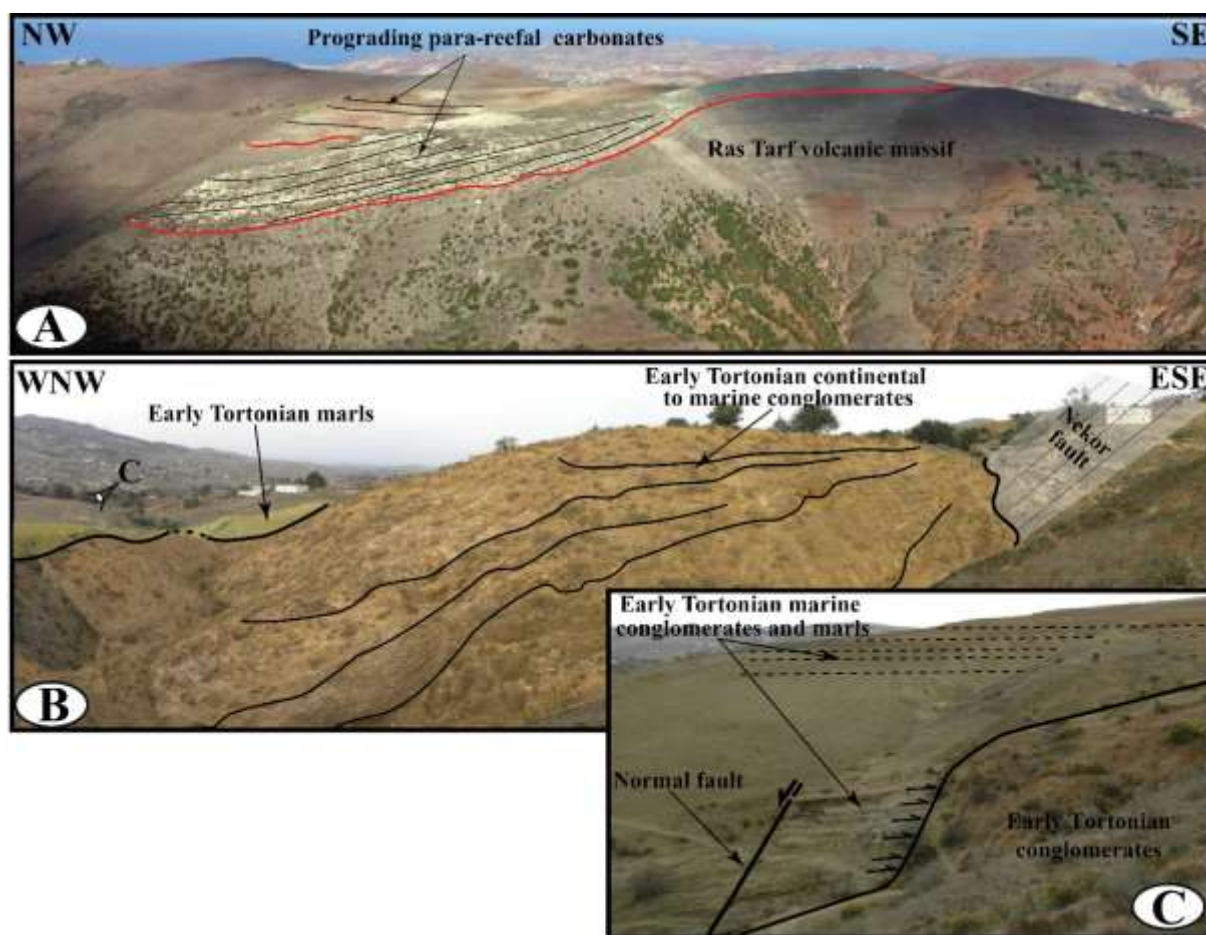 NW
SE
Prograding para-reefal carbonates
Ras Tarf volcanic massif
A
WNW
ESE
Early Tortonian continental
to marine conglomerates
Early Tortonian marls
Nekor
fault
C
B
Early Tortonian marine
conglomerates and marls
Normal fault
Early Tortonian
conglomerates
C